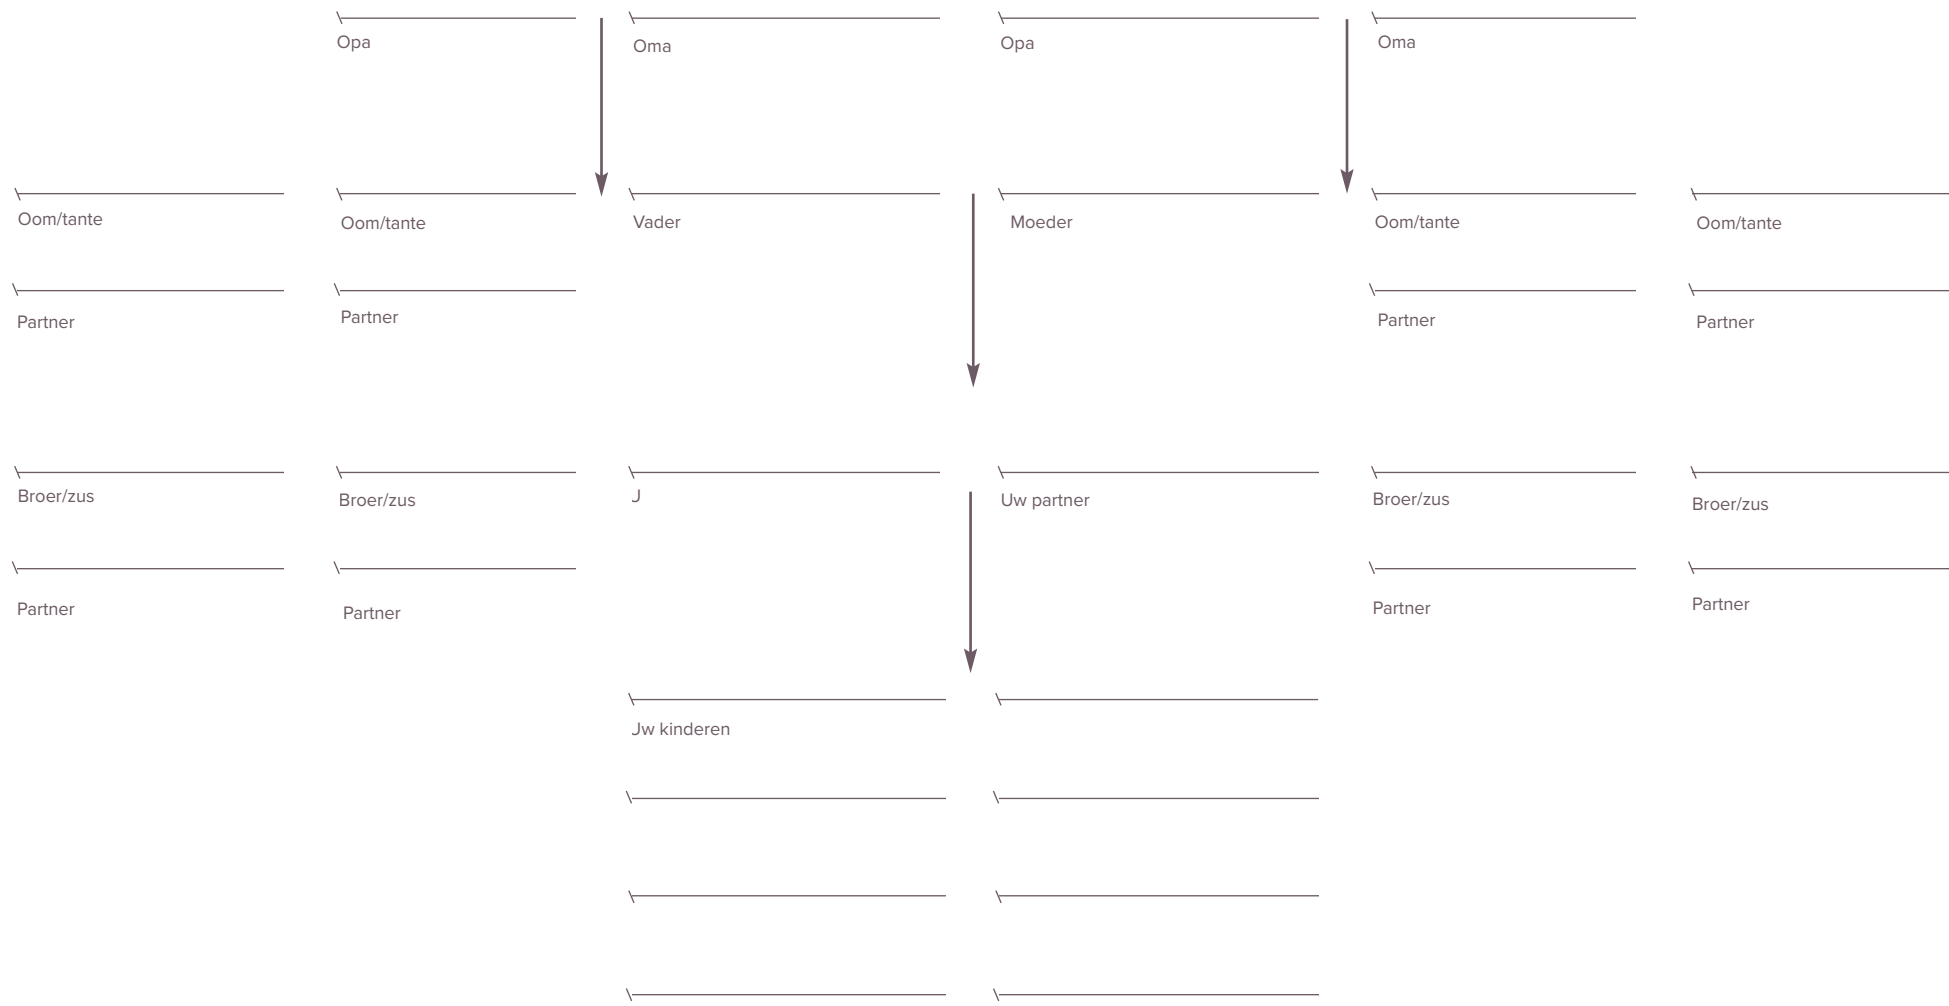 Opa Oma Opa Oma
Oom/tante Oom/tante Vader Moeder Oom/tante Oom/tante
Partner Partner Partner Partner
Broer/zus Broer/zus U Uw partner Broer/zus Broer/zus
Partner Partner Partner Partner
Uw kinderen